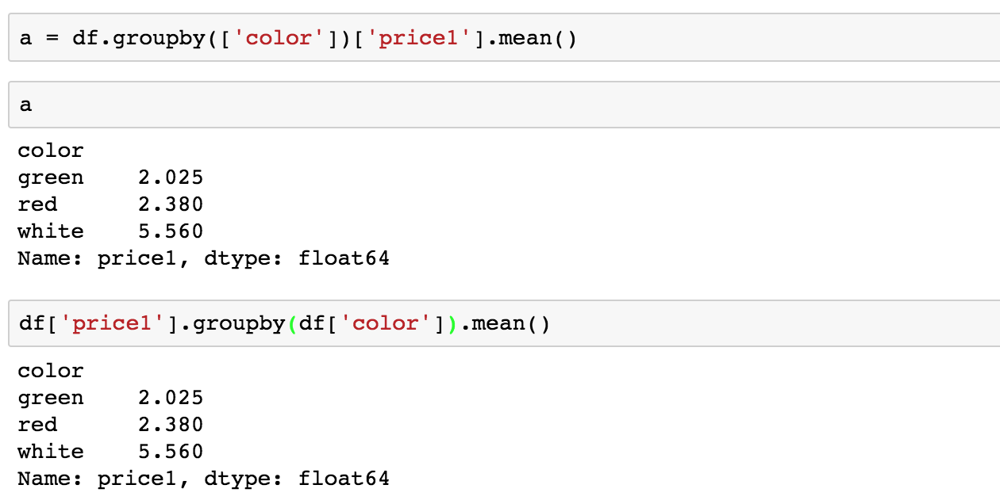 a = df.groupby(['color'])['price1'].mean()
a
color
green    2.025
red      2.380
white    5.560
Name: price1, dtype: float64
df['price1'].groupby(df['color']).mean()
color
green    2.025
red      2.380
white    5.560
Name: price1, dtype: float64